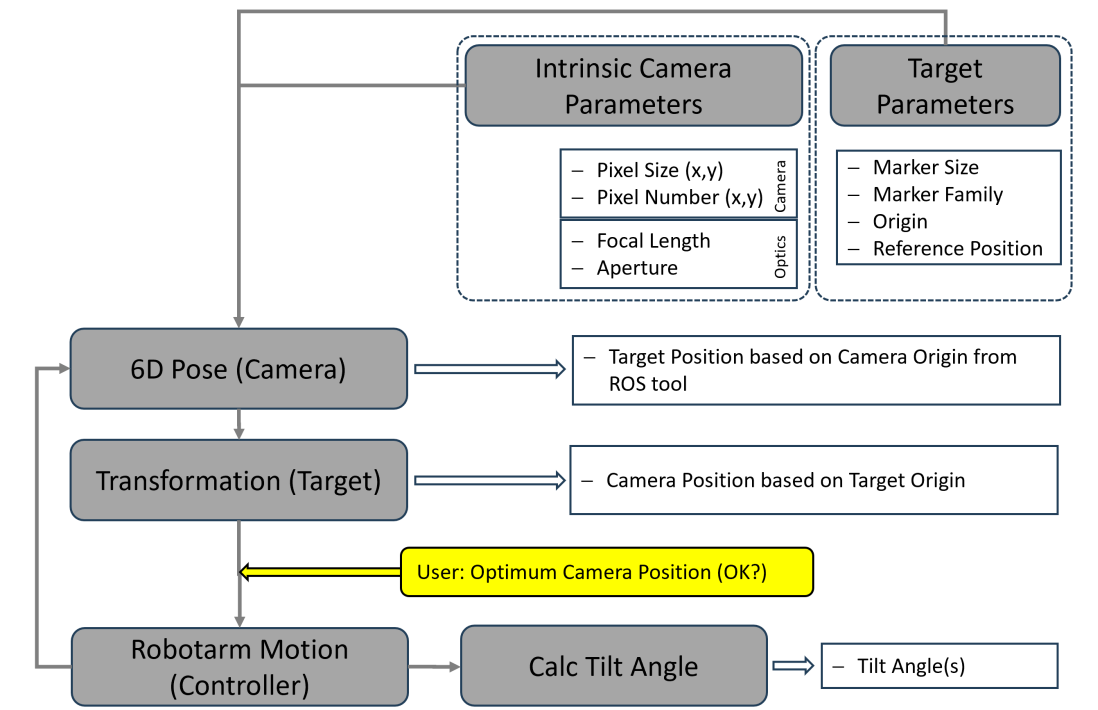 Intrinsic Camera
Parameters
Target
Parameters
– Pixel Size (x,y)
– Pixel Number (x,y)
Camera
– Focal Length
– Aperture
Optics
– Marker Size
– Marker Family
– Origin
– Reference Position
6D Pose (Camera)
– Target Position based on Camera Origin from
ROS tool
Transformation (Target)
– Camera Position based on Target Origin
User: Optimum Camera Position (OK?)
Robotarm Motion
(Controller)
Calc Tilt Angle
– Tilt Angle(s)